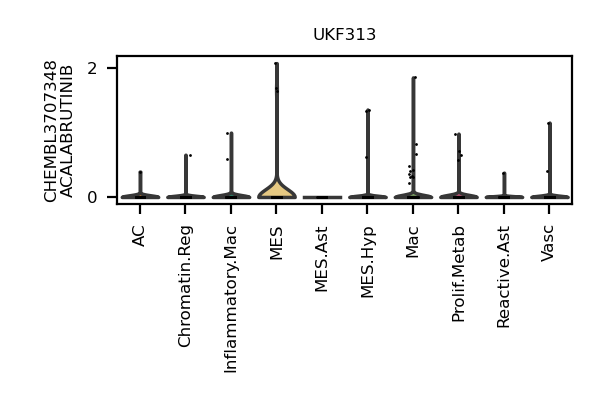 UKF313
CHEMBL3707348
ACALABRUTINIB
2
0
AC
Chromatin.Reg
Inflammatory.Mac
MES
MES.Ast
MES.Hyp
Mac
Prolif.Metab
Reactive.Ast
Vasc